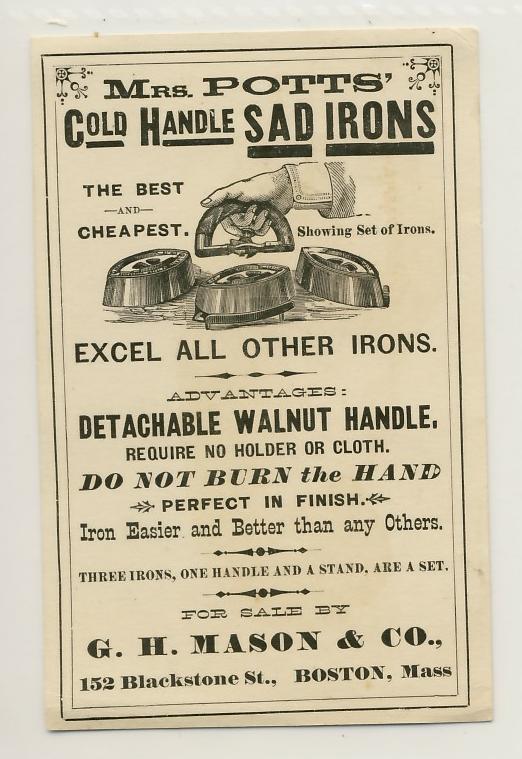 MRS. POTTS'
COLD HANDLE SAD IRONS
THE BEST
—AND—
CHEAPEST.
Showing Set of Irons.
EXCEL ALL OTHER IRONS.
ADVANTAGES:
DETACHABLE WALNUT HANDLE,
REQUIRE NO HOLDER OR CLOTH.
DO NOT BURN the HAND
PERFECT IN FINISH.
Iron Easier and Better than any Others.
THREE IRONS, ONE HANDLE AND A STAND, ARE A SET.
FOR SALE BY
G. H. MASON & CO.,
152 Blackstone St., BOSTON, Mass